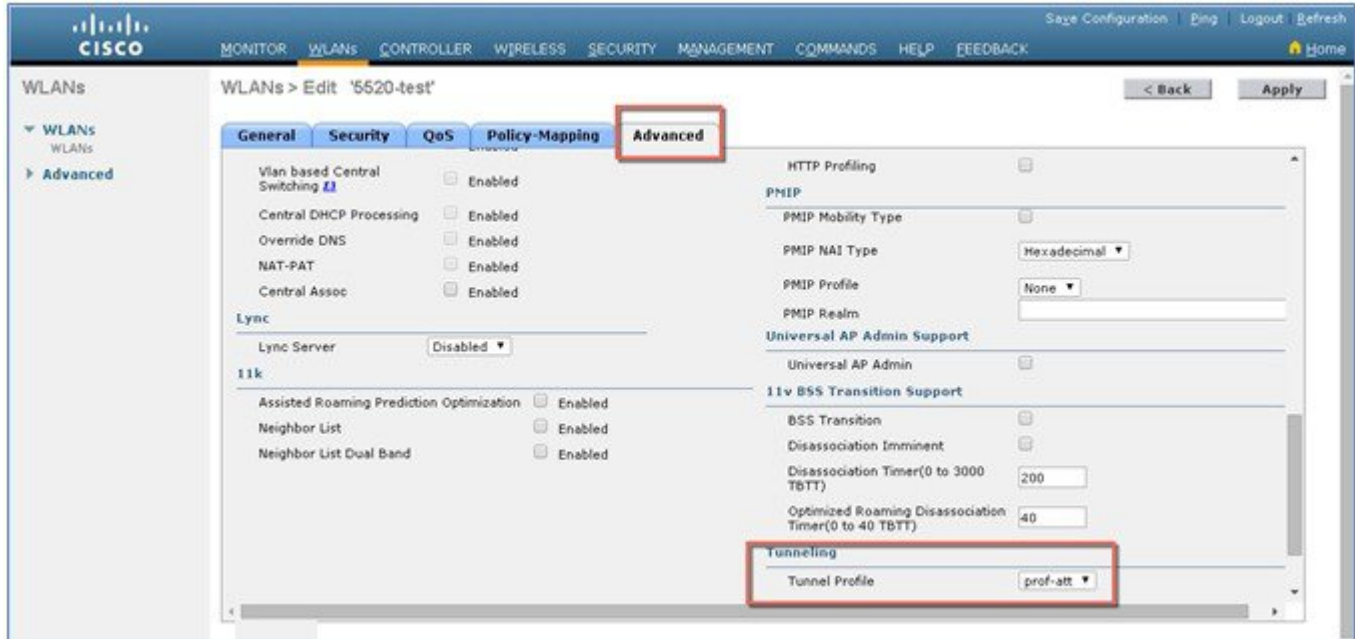 Save Configuration | Ping | Logout | Refresh
CISCO
MONITOR WLANs CONTROLLER WIRELESS SECURITY MANAGEMENT COMMANDS HELP FEEDBACK
Home
WLANs
WLANs
WLANs
Advanced
WLANs > Edit '5520-test'
< Back
Apply
General Security QoS Policy-Mapping Advanced
Enabled
Vlan based Central Switching
Enabled
Central DHCP Processing Enabled
Override DNS Enabled
NAT-PAT Enabled
Central Assoc Enabled
Lync
Lync Server Disabled
11k
Assisted Roaming Prediction Optimization Enabled
Neighbor List Enabled
Neighbor List Dual Band Enabled
HTTP Profiling
PMIP
PMIP Mobility Type
PMIP NAI Type Hexadecimal
PMIP Profile None
PMIP Realm
Universal AP Admin Support
Universal AP Admin
11v BSS Transition Support
BSS Transition
Disassociation Imminent
Disassociation Timer(0 to 3000
TBTT)
200
Optimized Roaming Disassociation
Timer(0 to 40 TBTT)
40
Tunneling
Tunnel Profile prof-att